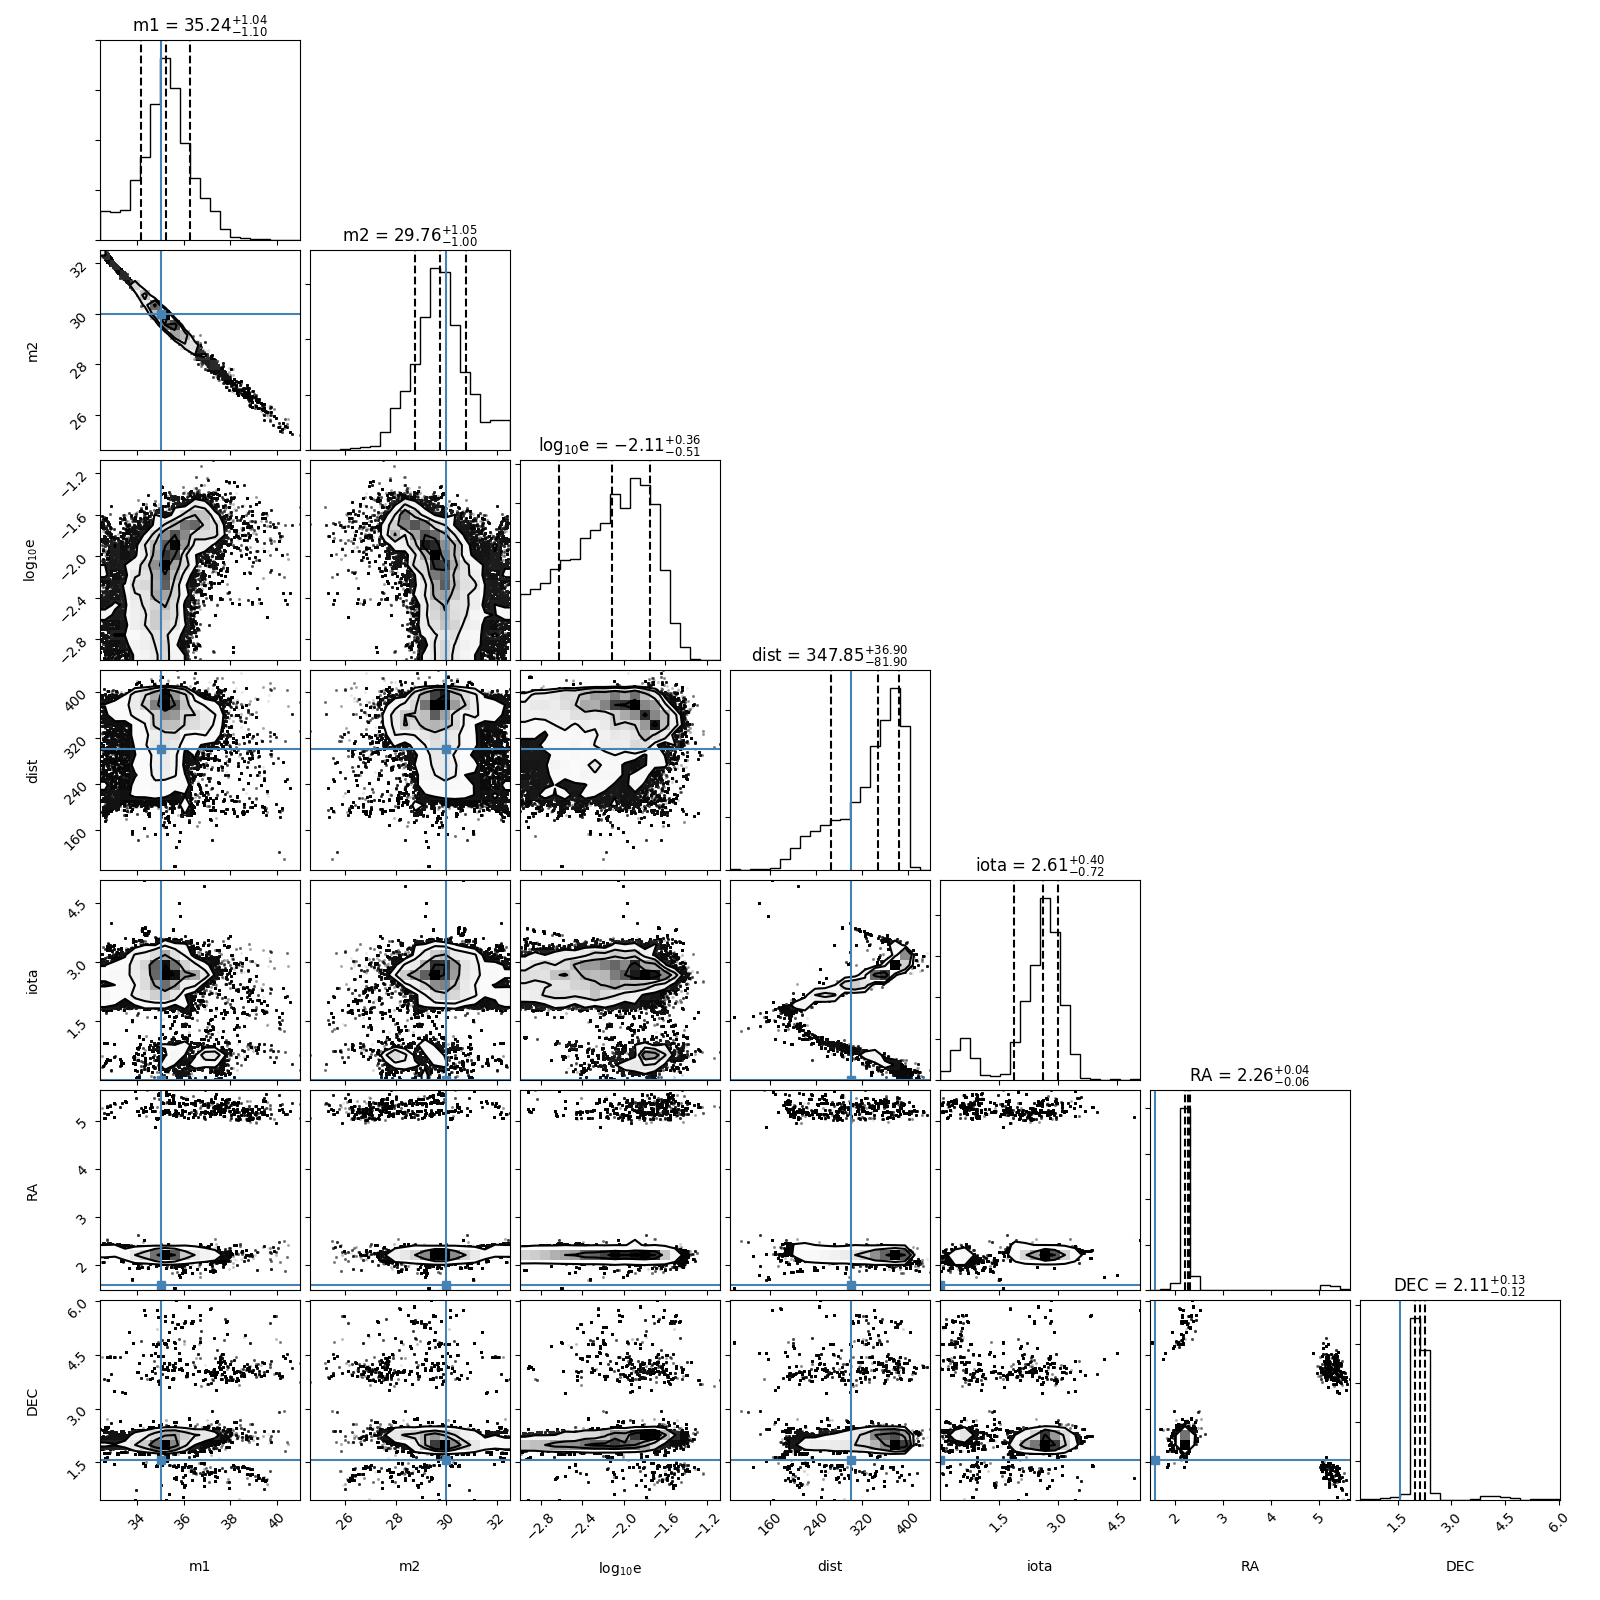 m1 = 35.24 +1.04 −1.10
m2 = 29.76 +1.05 −1.00
32
30
28
26
m2
log10e = −2.11 +0.36 −0.51
−1.2
−1.6
−2.0
−2.4
−2.8
log10e
dist = 347.85 +36.90 −81.90
400
320
240
160
dist
iota = 2.61 +0.40 −0.72
4.5
3.0
1.5
iota
RA = 2.26 +0.04 −0.06
5
4
3
2
RA
DEC = 2.11 +0.13 −0.12
6.0
4.5
3.0
1.5
DEC
34 36 38 40 26 28 30 32 −2.8 −2.4 −2.0 −1.6 −1.2 160 240 320 400 1.5 3.0 4.5 2 3 4 5 1.5 3.0 4.5 6.0
m1 m2 log10e dist iota RA DEC